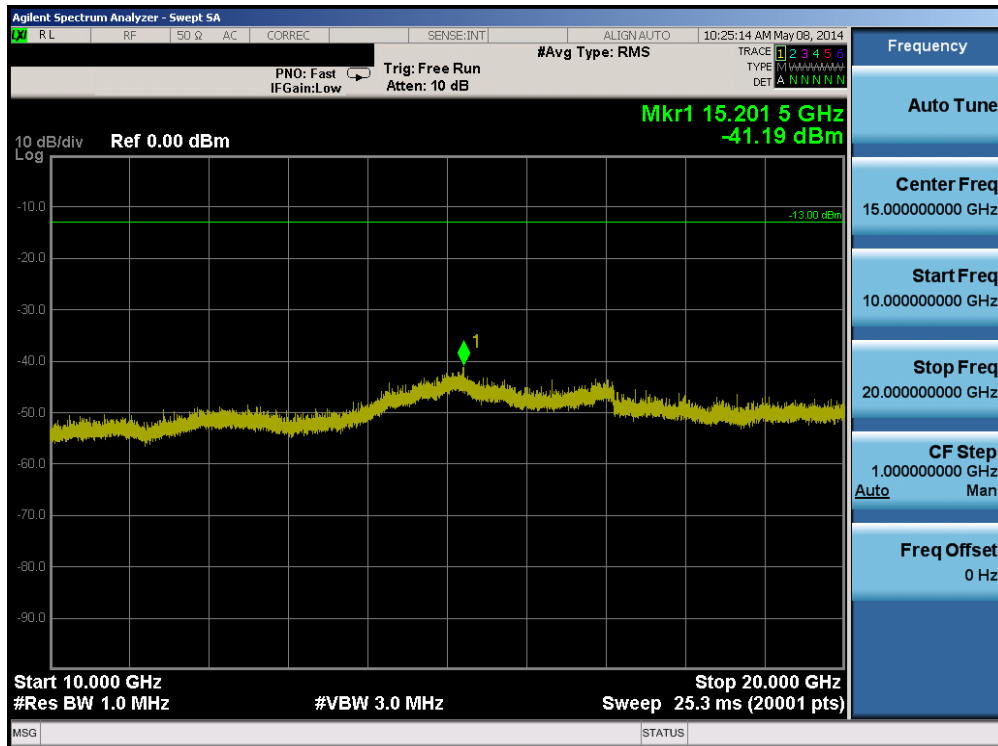 Agilent Spectrum Analyzer - Swept SA
LXI RL RF 50 Ω AC CORREC SENSE:INT ALIGN AUTO 10:25:14 AM May 08, 2014
#Avg Type: RMS TRACE 1 2 3 4 5 6
PNO: Fast Trig: Free Run TYPE M WWWWW
IFGain:Low Atten: 10 dB DET A N N N N N
Frequency
Mkr1 15.201 5 GHz
-41.19 dBm
10 dB/div Ref 0.00 dBm
Log
-10.0
-13.00 dBm
-20.0
-30.0
1
-40.0
-50.0
-60.0
-70.0
-80.0
-90.0
Start 10.000 GHz Stop 20.000 GHz
#Res BW 1.0 MHz #VBW 3.0 MHz Sweep 25.3 ms (20001 pts)
Auto Tune
Center Freq
15.000000000 GHz
Start Freq
10.000000000 GHz
Stop Freq
20.000000000 GHz
CF Step
1.000000000 GHz
Auto Man
Freq Offset
0 Hz
MSG STATUS